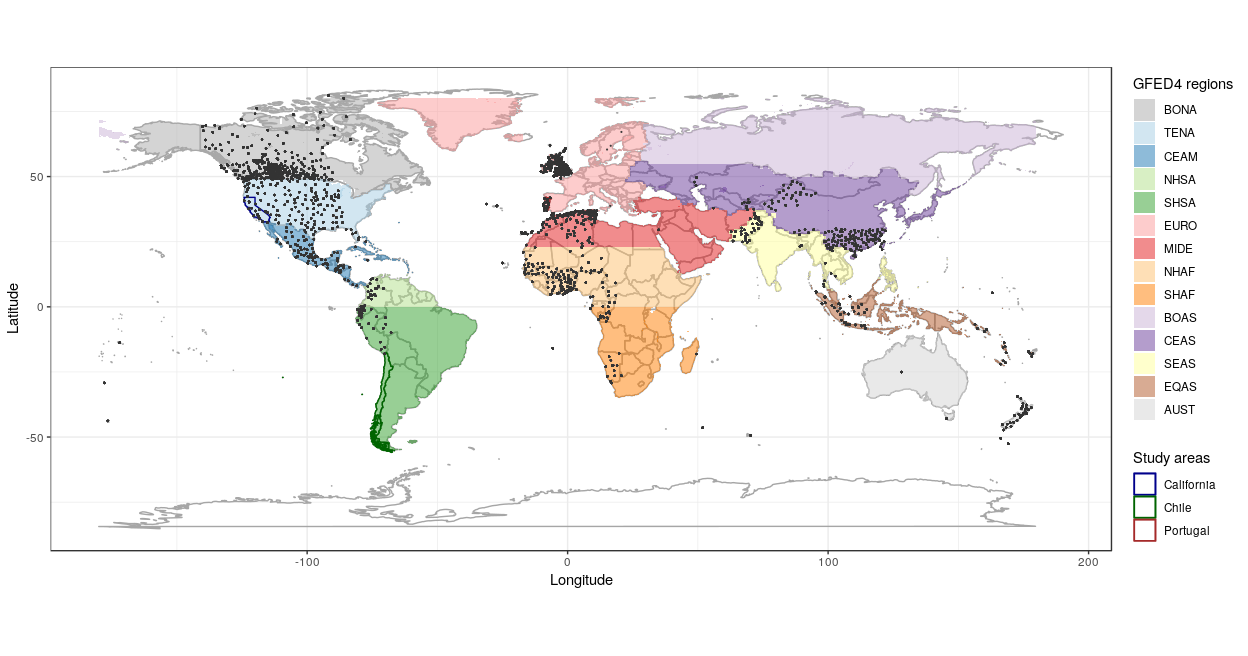 GFED4 regions
BONA
TENA
CEAM
NHSA
SHSA
EURO
MIDE
NHAF
SHAF
BOAS
CEAS
SEAS
EQAS
AUST
Study areas
California
Chile
Portugal
Latitude
50
0
-50
-100
0
100
200
Longitude